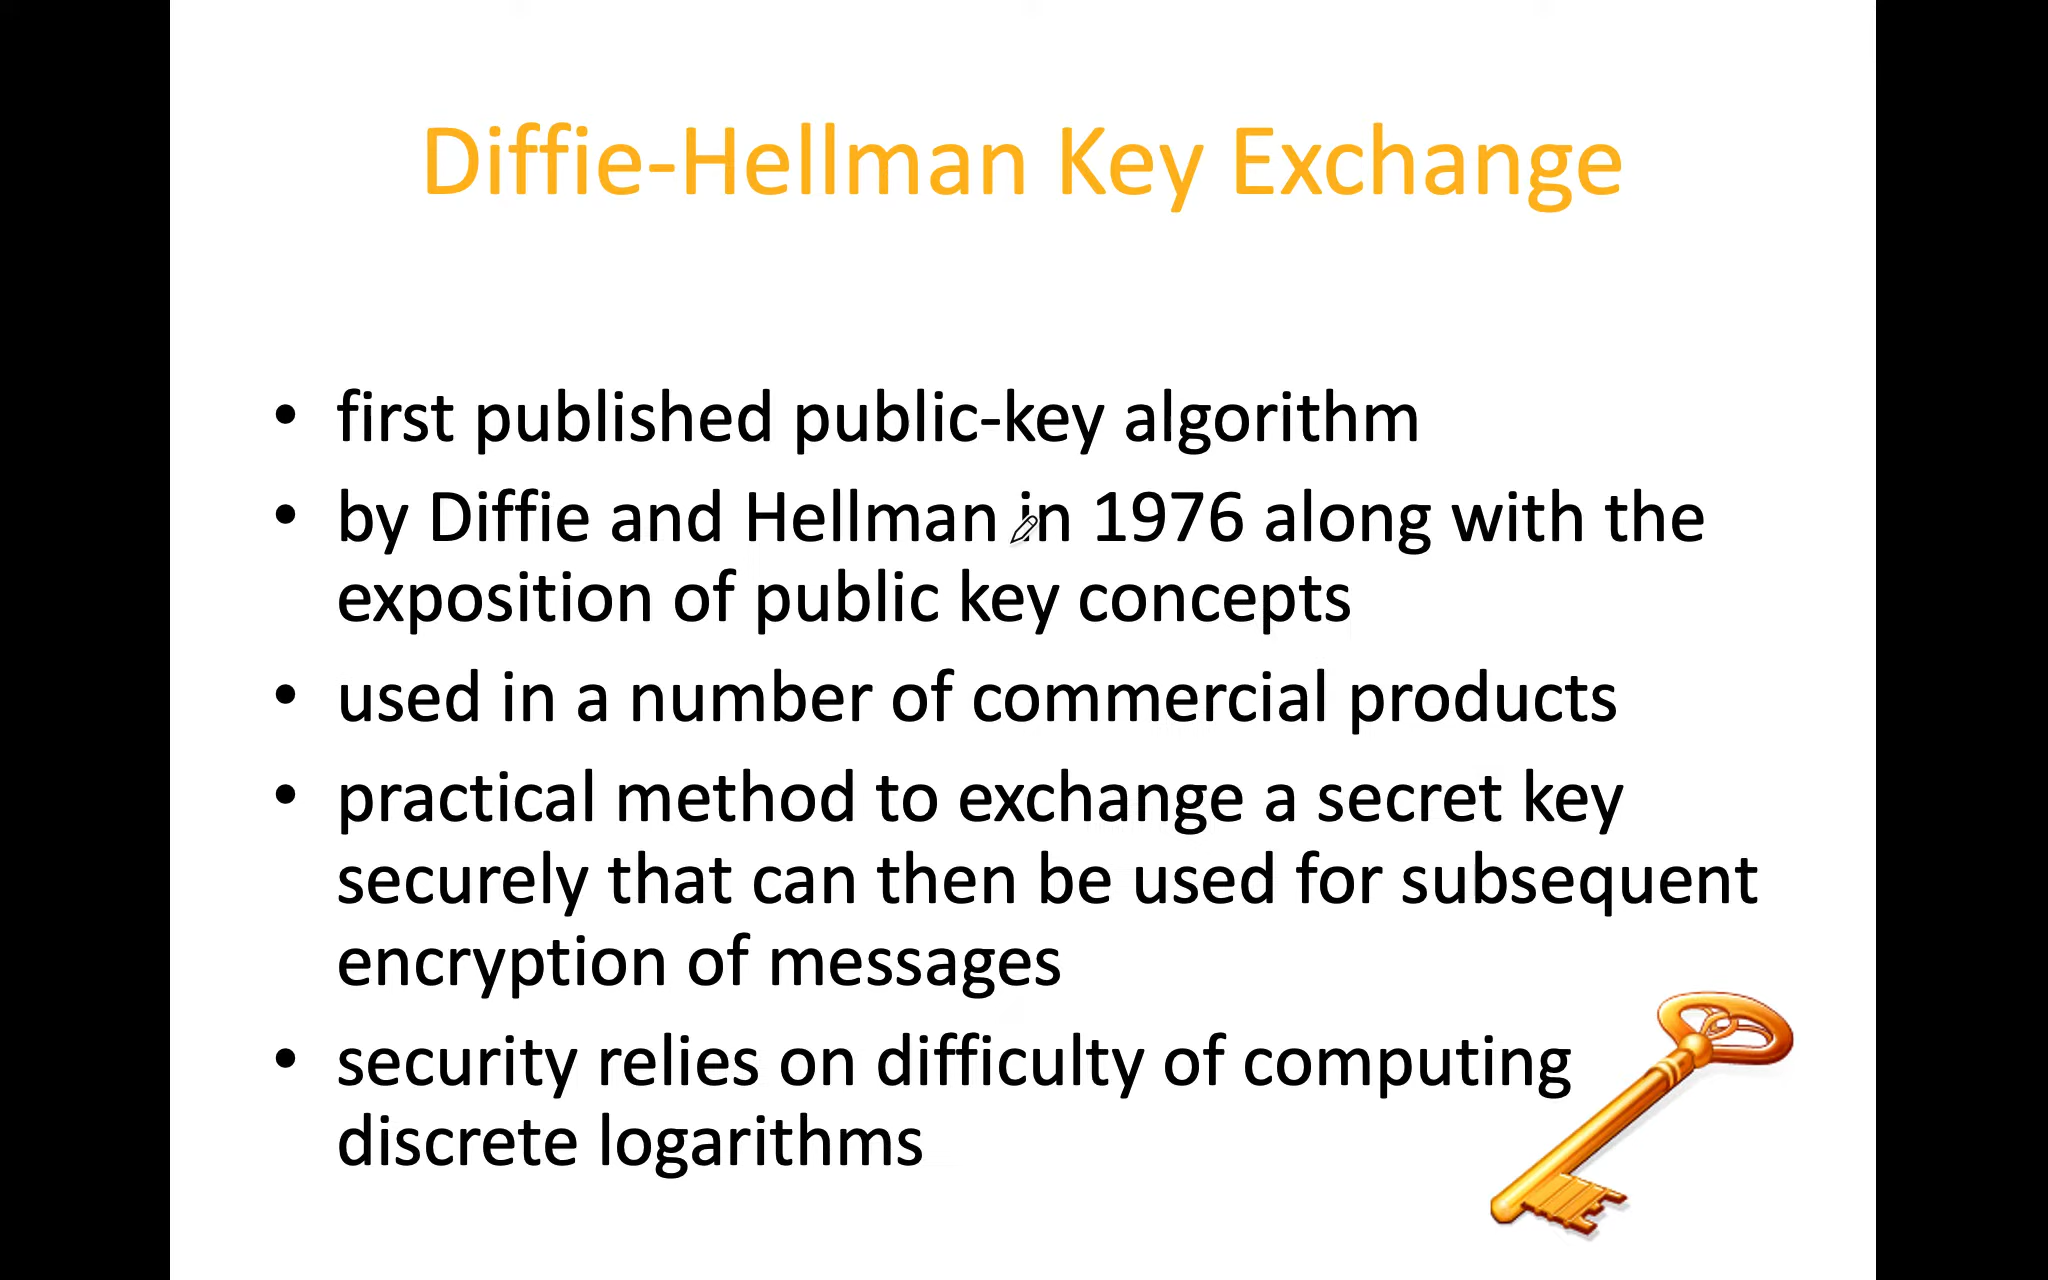 Diffie-Hellman Key Exchange
• first published public-key algorithm
• by Diffie and Hellman in 1976 along with the
exposition of public key concepts
• used in a number of commercial products
• practical method to exchange a secret key
securely that can then be used for subsequent
encryption of messages
• security relies on difficulty of computing
discrete logarithms